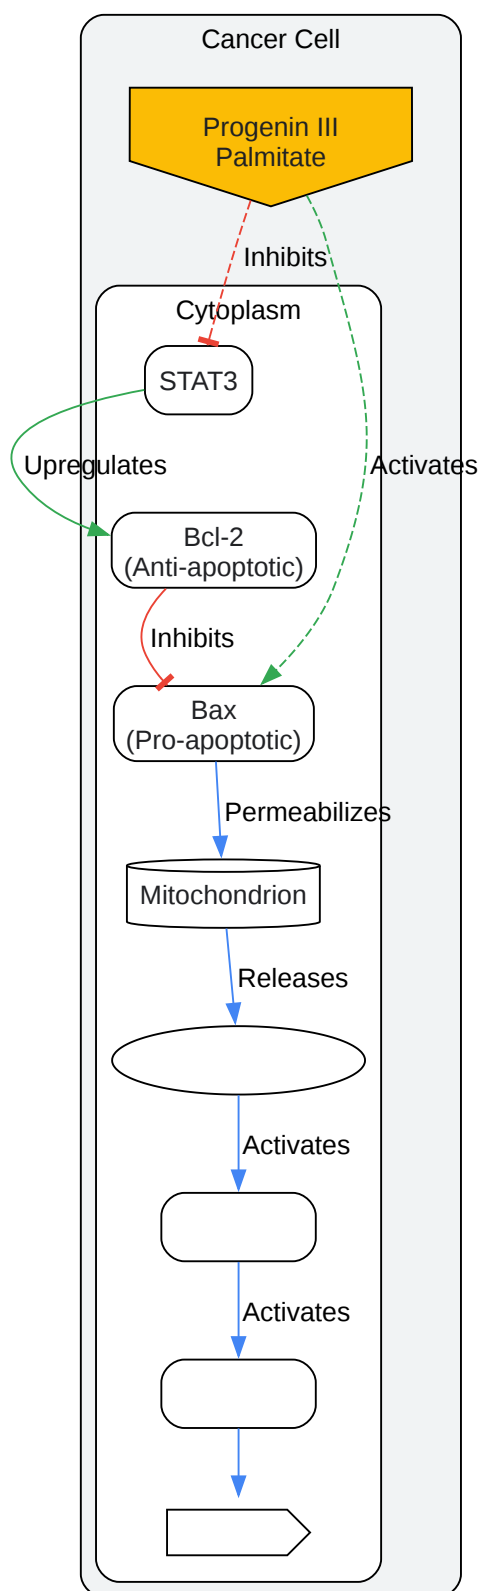 Cancer Cell
Progenin III
Palmitate
Inhibits
Cytoplasm
STAT3
Upregulates
Activates
Bcl-2
(Anti-apoptotic)
Inhibits
Bax
(Pro-apoptotic)
Permeabilizes
Mitochondrion
Releases
Activates
Activates